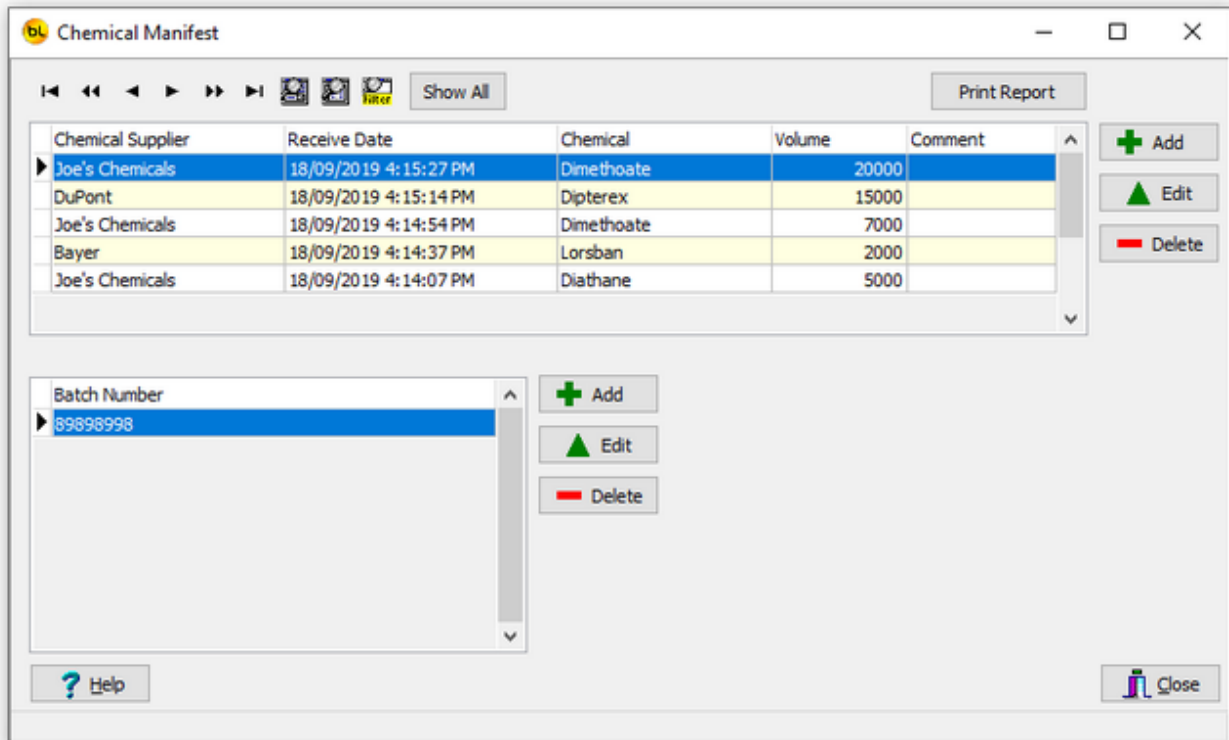 bL Chemical Manifest
Filter Show All Print Report
Chemical Supplier Receive Date Chemical Volume Comment
Joe's Chemicals 18/09/2019 4:15:27 PM Dimethoate 20000
DuPont 18/09/2019 4:15:14 PM Dipterex 15000
Joe's Chemicals 18/09/2019 4:14:54 PM Dimethoate 7000
Bayer 18/09/2019 4:14:37 PM Lorsban 2000
Joe's Chemicals 18/09/2019 4:14:07 PM Diathane 5000
Add
Edit
Delete
Batch Number
89898998
Add
Edit
Delete
? Help
Close